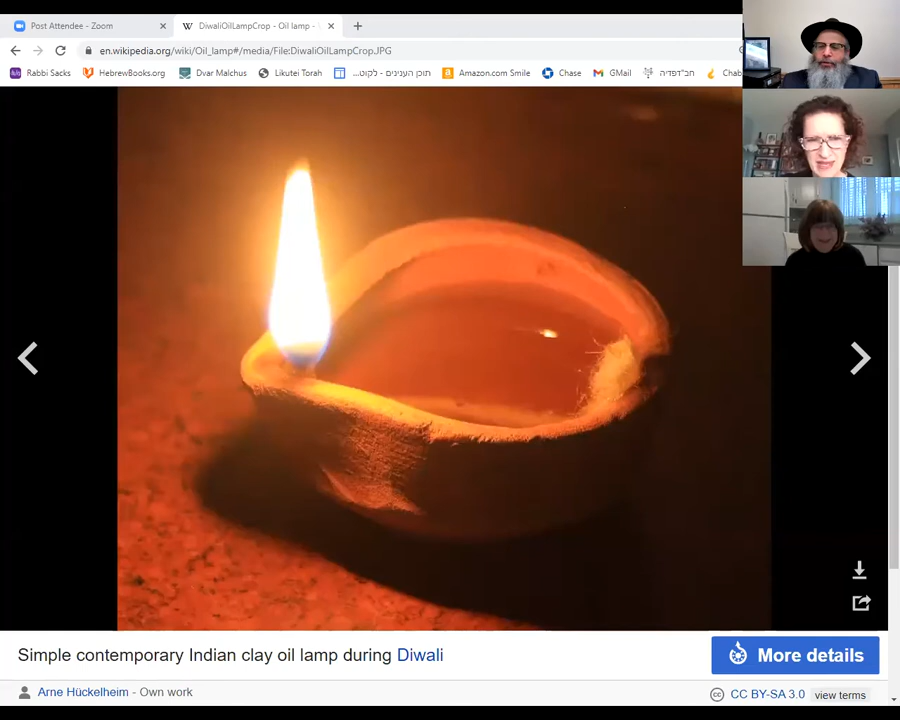 Post Attendee - Zoom
DiwaliOilLampCrop - Oil lamp -
en.wikipedia.org/wiki/Oil_lamp#/media/File:DiwaliOilLampCrop.JPG
Rabbi Sacks HebrewBooks.org Dvar Malchus Likutei Torah תוכן הענינים - לקוט... Amazon.com Smile Chase GMail חב"דפדיה Chab
Simple contemporary Indian clay oil lamp during Diwali
More details
Arne Hückelheim - Own work
CC BY-SA 3.0 view terms